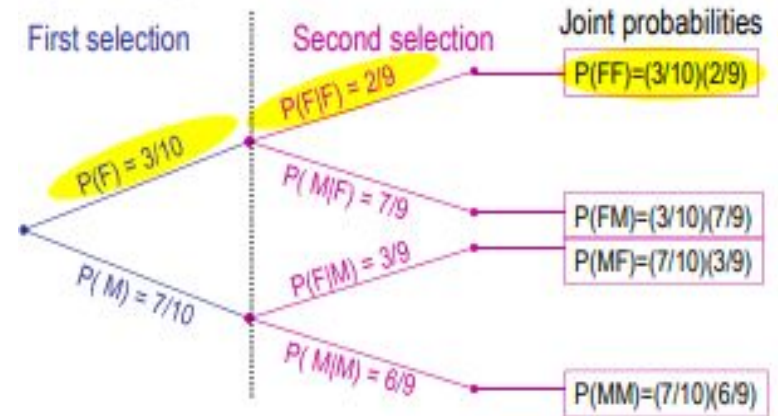 First selection
Second selection
Joint probabilities
P(F) = 3/10
P(F|F) = 2/9
P(FF)=(3/10)(2/9)
P( M|F) = 7/9
P(FM)=(3/10)(7/9)
P( M) = 7/10
P(F|M) = 3/9
P(MF)=(7/10)(3/9)
P( M|M) = 6/9
P(MM)=(7/10)(6/9)